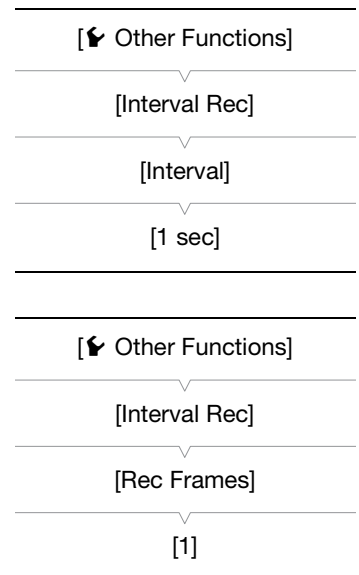 [ Other Functions]
[Interval Rec]
[Interval]
[1 sec]
[ Other Functions]
[Interval Rec]
[Rec Frames]
[1]